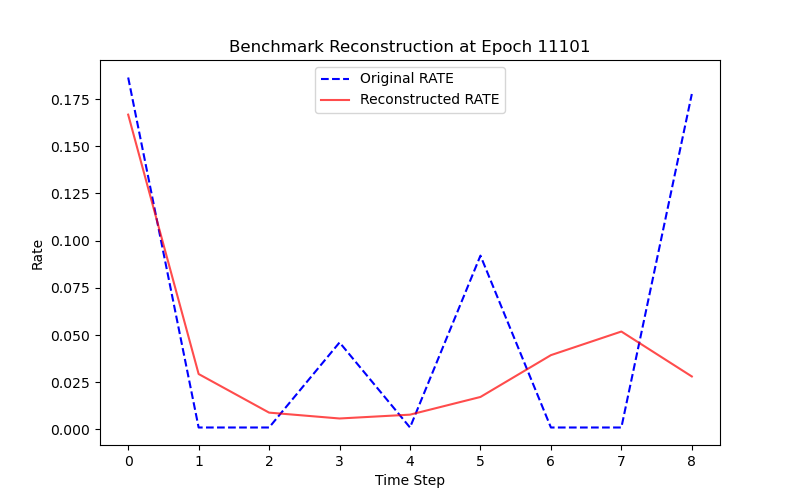 Benchmark Reconstruction at Epoch 11101
Original RATE
Reconstructed RATE
0.175
0.150
0.125
0.100
0.075
0.050
0.025
0.000
Rate
0 1 2 3 4 5 6 7 8
Time Step